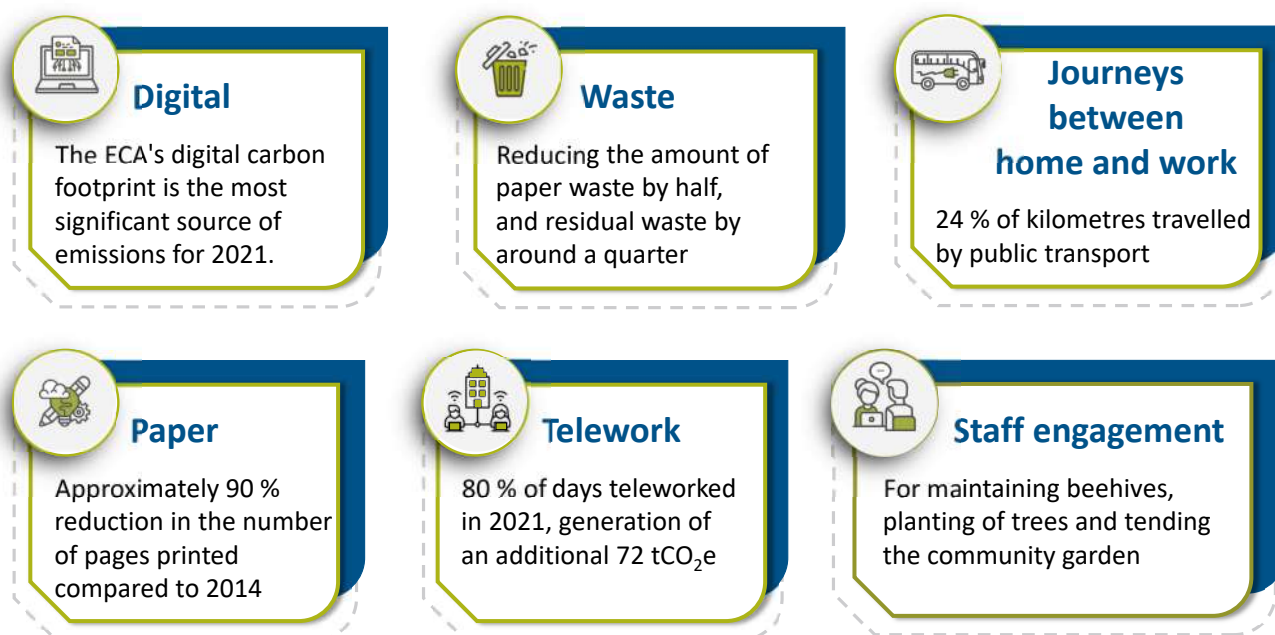 Digital
The ECA's digital carbon
footprint is the most
significant source of
emissions for 2021.
Waste
Reducing the amount of
paper waste by half,
and residual waste by
around a quarter
Journeys
between
home and work
24 % of kilometres travelled
by public transport
Paper
Approximately 90 %
reduction in the number
of pages printed
compared to 2014
Telework
80 % of days teleworked
in 2021, generation of
an additional 72 tCO₂e
Staff engagement
For maintaining beehives,
planting of trees and tending
the community garden